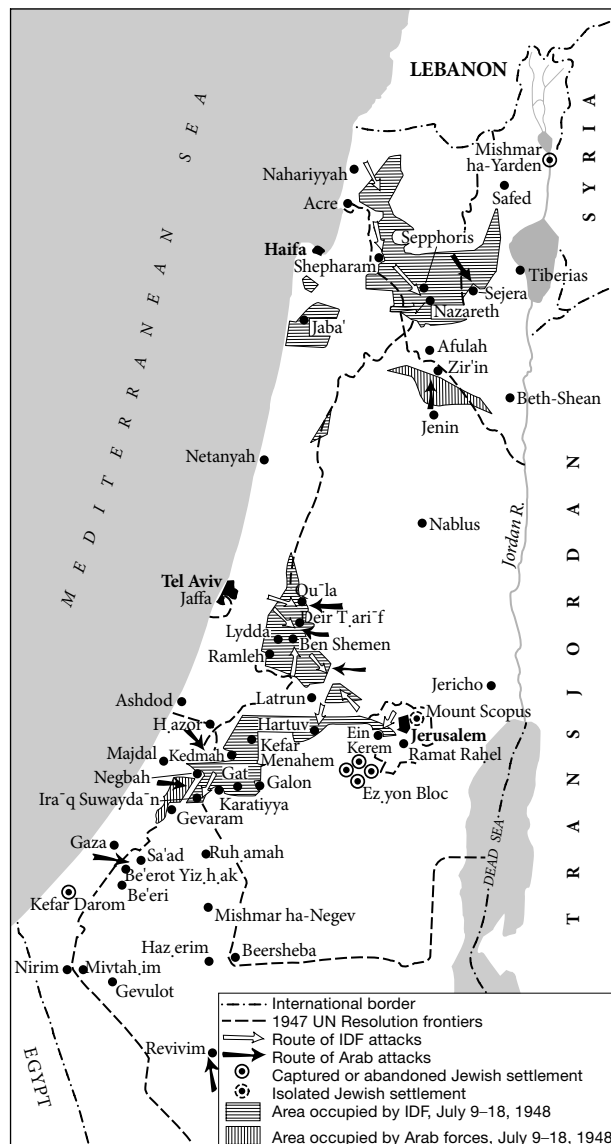 LEBANON
SYRIA
MEDITERRANEAN SEA
Mishmar
ha-Yarden
Nahariyyah
Safed
Acre
Sepphoris
Haifa
Shepharam
Tiberias
Sejera
Nazareth
Jaba'
Afulah
Zir'in
Beth-Shean
Jenin
Netanyah
Nablus
Jordan R.
TRANSJORDAN
Tel Aviv
Jaffa
Qu¯la
Deir T.ari¯f
Lydda
Ben Shemen
Ramleh
Jericho
Latrun
Ashdod
Mount Scopus
H.azor
Hartuv
Ein
Kerem
Jerusalem
Majdal
Kedmah
Kefar
Menahem
Ramat Rahel
Negbah
Gat
Galon
Ez.yon Bloc
Ira¯q Suwayda¯n
Karatiyya
Gevaram
DEAD SEA
Gaza
Sa'ad
Ruh.amah
Be'erot Yiz.h.ak
Be'eri
Kefar Darom
Mishmar ha-Negev
Haz.erim
Beersheba
Nirim
Mivtah.im
Gevulot
EGYPT
Revivim
International border
1947 UN Resolution frontiers
Route of IDF attacks
Route of Arab attacks
Captured or abandoned Jewish settlement
Isolated Jewish settlement
Area occupied by IDF, July 9–18, 1948
Area occupied by Arab forces, July 9–18, 1948